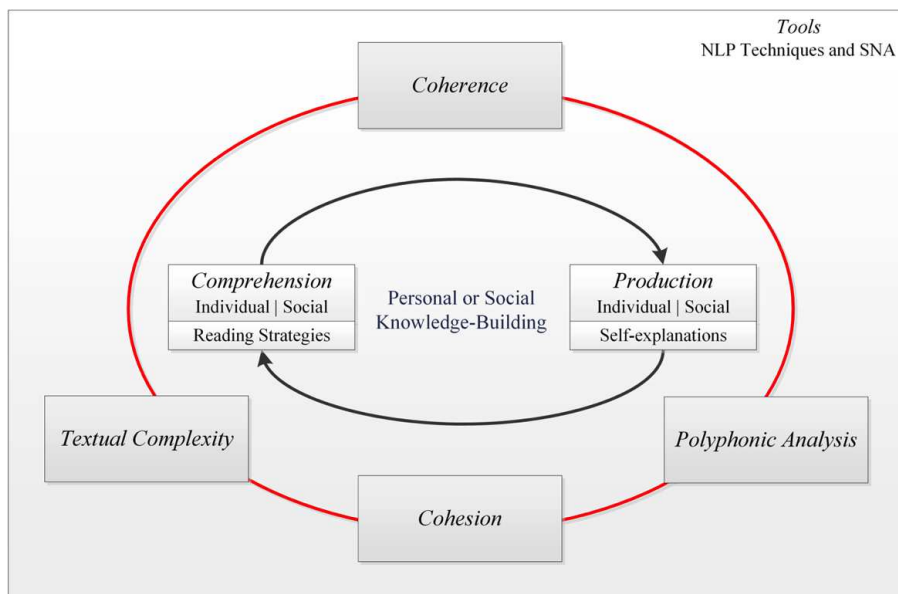 Tools
NLP Techniques and SNA
Coherence
Comprehension
Individual | Social
Reading Strategies
Personal or Social
Knowledge-Building
Production
Individual | Social
Self-explanations
Textual Complexity
Polyphonic Analysis
Cohesion